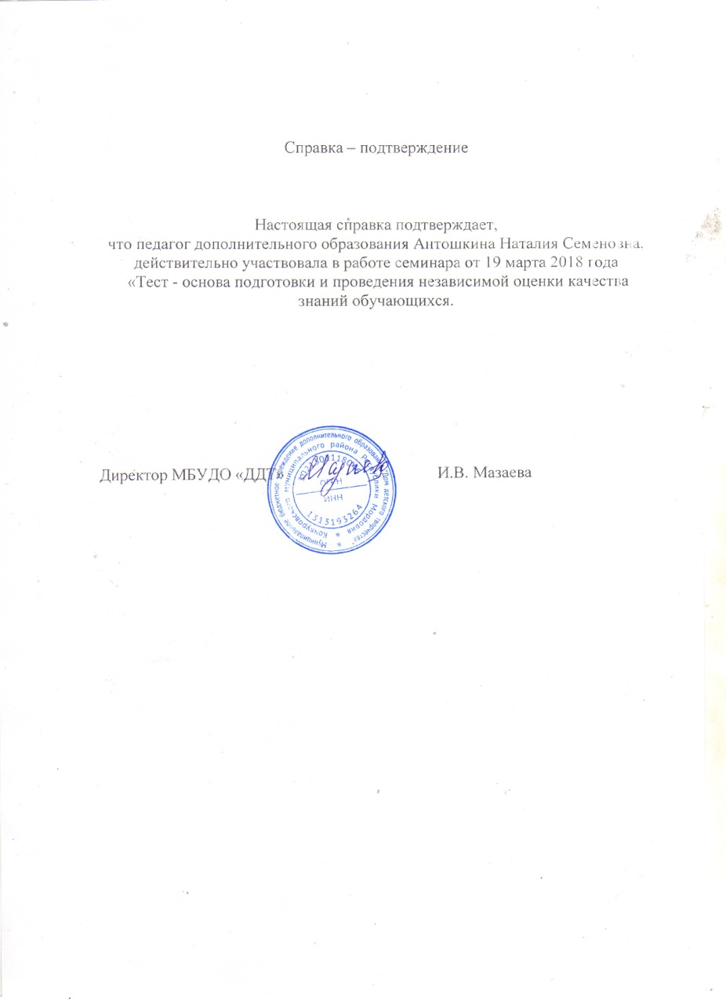 Справка – подтверждение
Настоящая справка подтверждает,
что педагог дополнительного образования Антошкина Наталия Семеновна.
действительно участвовала в работе семинара от 19 марта 2018 года
«Тест - основа подготовки и проведения независимой оценки качества
знаний обучающихся.
Директор МБУДО «ДДТ»
И.В. Мазаева
Муниципальное бюджетное учреждение дополнительного образования "Дом детского творчества"
Кочкуровского муниципального района Республики Мордовия
ОГРН
ИНН
1313193264